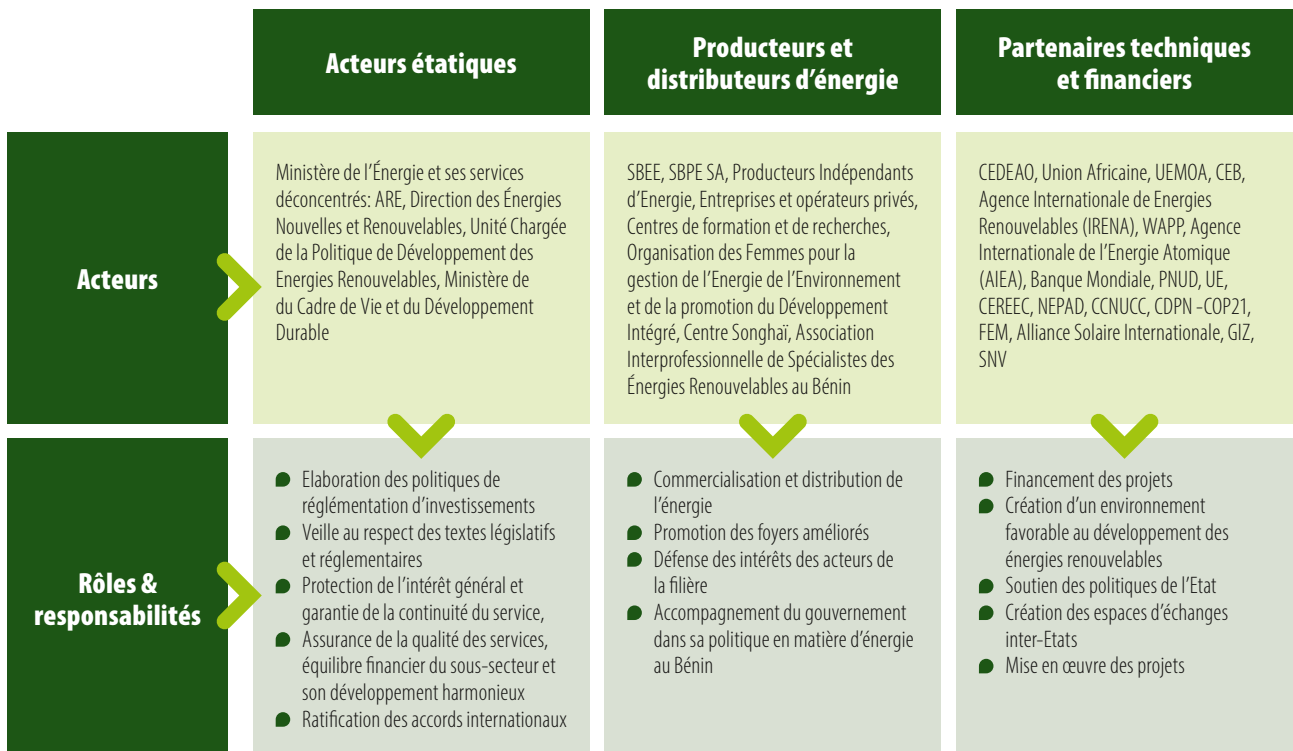 Acteurs étatiques
Producteurs et
distributeurs d'énergie
Partenaires techniques
et financiers
Acteurs
Ministère de l'Énergie et ses services
déconcentrés: ARE, Direction des Énergies
Nouvelles et Renouvelables, Unité Chargée
de la Politique de Développement des
Energies Renouvelables, Ministère de
du Cadre de Vie et du Développement
Durable
SBEE, SBPE SA, Producteurs Indépendants
d'Energie, Entreprises et opérateurs privés,
Centres de formation et de recherches,
Organisation des Femmes pour la
gestion de l'Energie de l'Environnement
et de la promotion du Développement
Intégré, Centre Songhaï, Association
Interprofessionnelle de Spécialistes des
Énergies Renouvelables au Bénin
CEDEAO, Union Africaine, UEMOA, CEB,
Agence Internationale de Energies
Renouvelables (IRENA), WAPP, Agence
Internationale de l'Energie Atomique
(AIEA), Banque Mondiale, PNUD, UE,
CEREEC, NEPAD, CCNUCC, CDPN -COP21,
FEM, Alliance Solaire Internationale, GIZ,
SNV
Rôles &
responsabilités
Elaboration des politiques de
réglémentation d'investissements
Veille au respect des textes législatifs
et réglementaires
Protection de l'intérêt général et
garantie de la continuité du service,
Assurance de la qualité des services,
équilibre financier du sous-secteur et
son développement harmonieux
Ratification des accords internationaux
Commercialisation et distribution de
l'énergie
Promotion des foyers améliorés
Défense des intérêts des acteurs de
la filière
Accompagnement du gouvernement
dans sa politique en matière d'énergie
au Bénin
Financement des projets
Création d'un environnement
favorable au développement des
énergies renouvelables
Soutien des politiques de l'Etat
Création des espaces d'échanges
inter-Etats
Mise en œuvre des projets